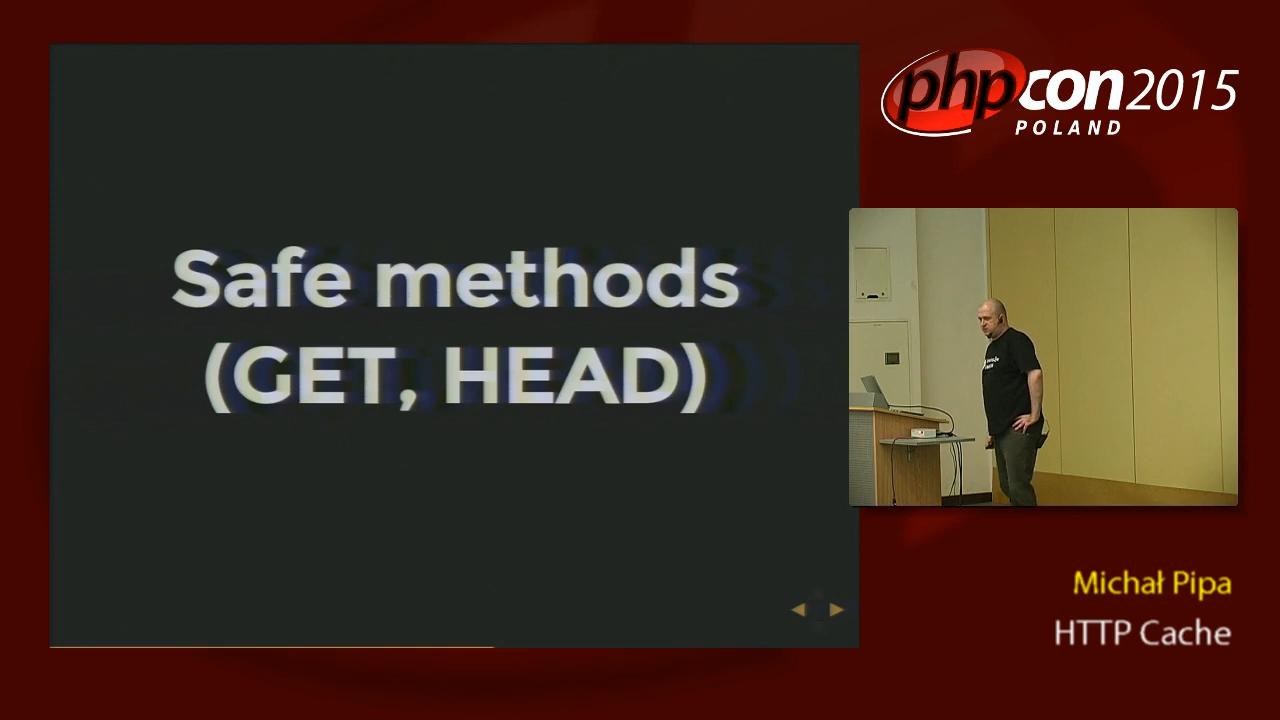 Safe methods
(GET, HEAD)
phpcon2015
POLAND
Michał Pipa
HTTP Cache